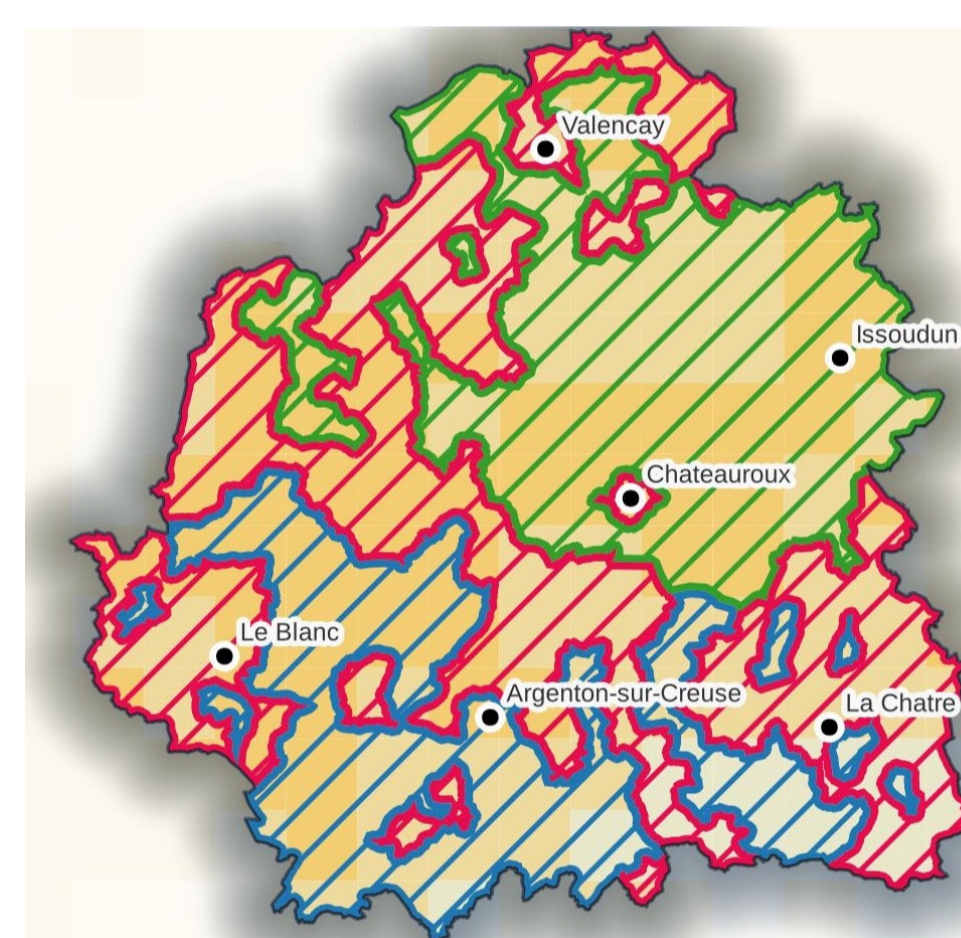 Valencay
Issoudun
Chateauroux
Le Blanc
Argenton-sur-Creuse
La Chatre